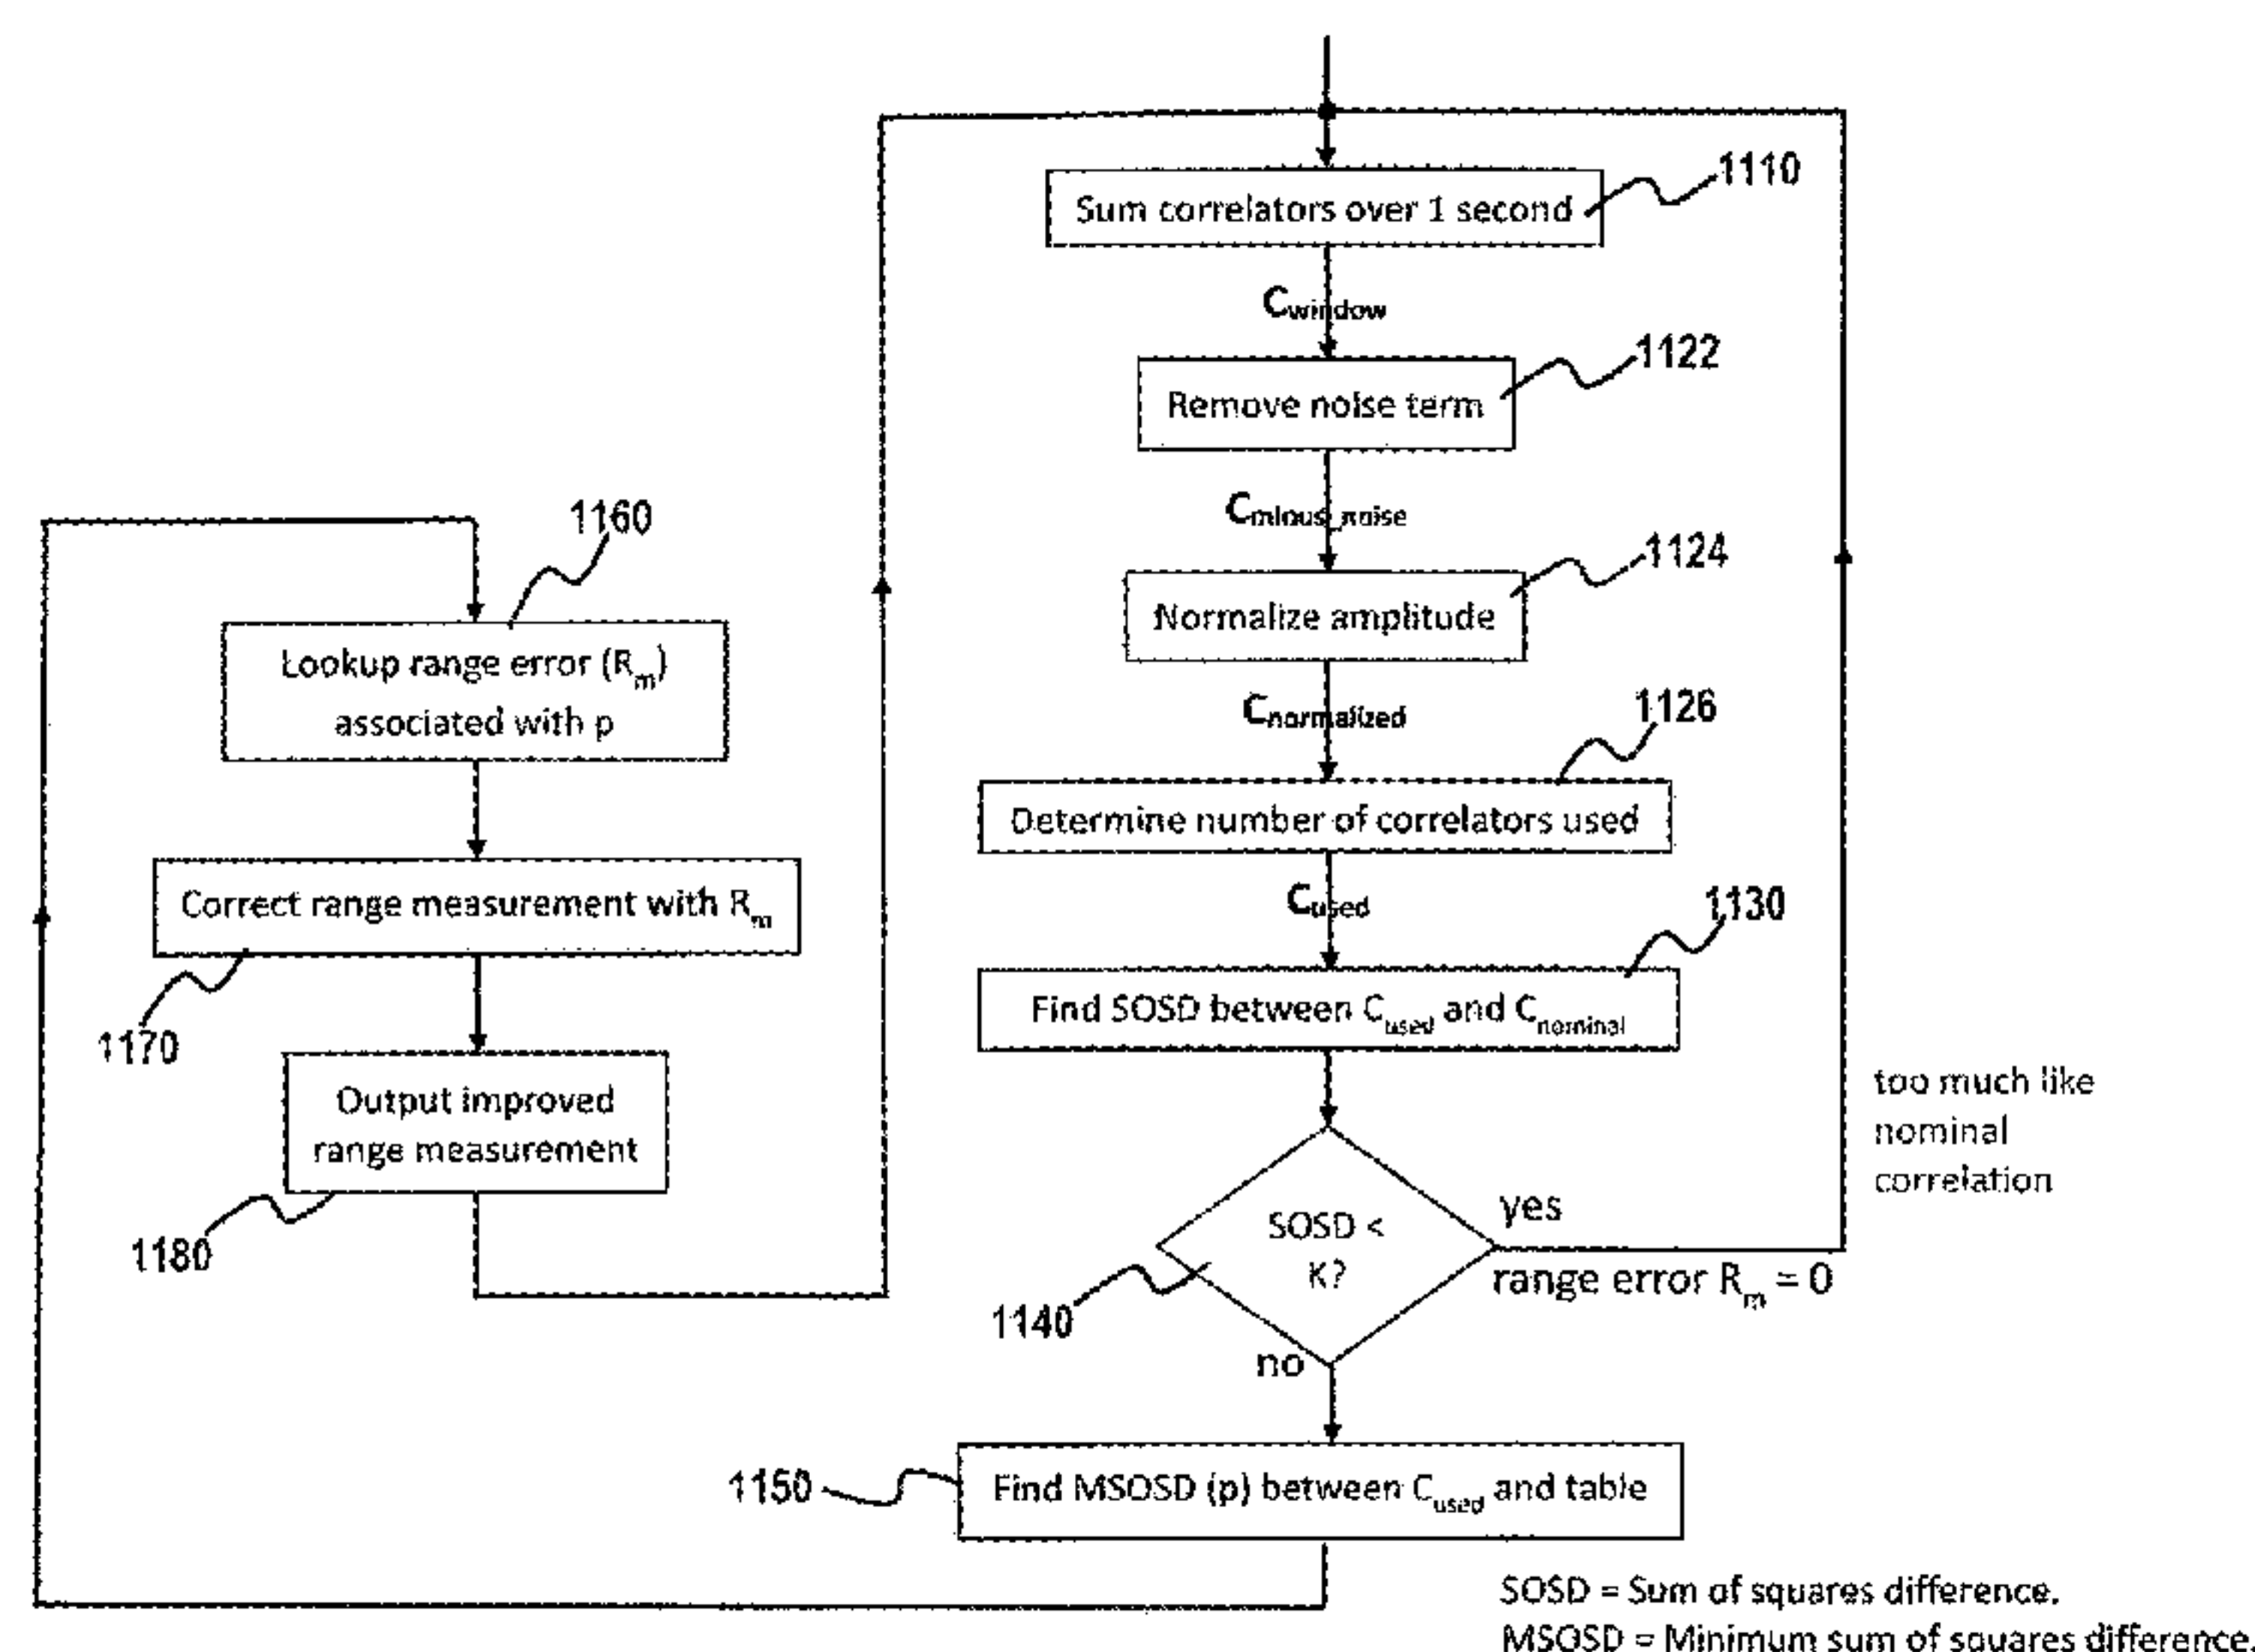 1110
Sum correlators over 1 second
Cwindow
1122
Remove noise term
Cminus_noise
1124
Normalize amplitude
Cnormalized
1126
Determine number of correlators used
Cused
1130
Find SOSD between Cused and Cnominal
SOSD <
K?
1140
yes
range error Rm = 0
too much like
nominal
correlation
no
1150
Find MSOSD (p) between Cused and table
1160
Lookup range error (Rm)
associated with p
Correct range measurement with Rm
1170
Output improved
range measurement
1180
SOSD = Sum of squares difference.
MSOSD = Minimum sum of squares difference.